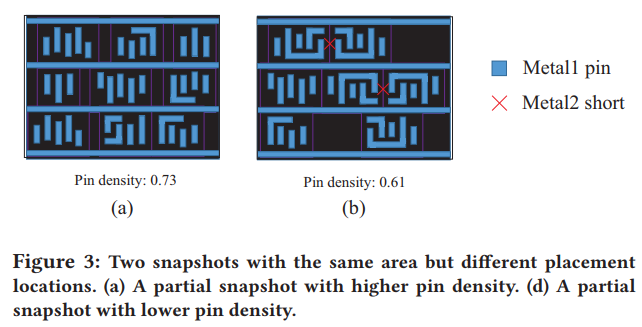 Metal1 pin
Metal2 short
Pin density: 0.73
Pin density: 0.61
(a)
(b)
Figure 3: Two snapshots with the same area but different placement
locations. (a) A partial snapshot with higher pin density. (d) A partial
snapshot with lower pin density.